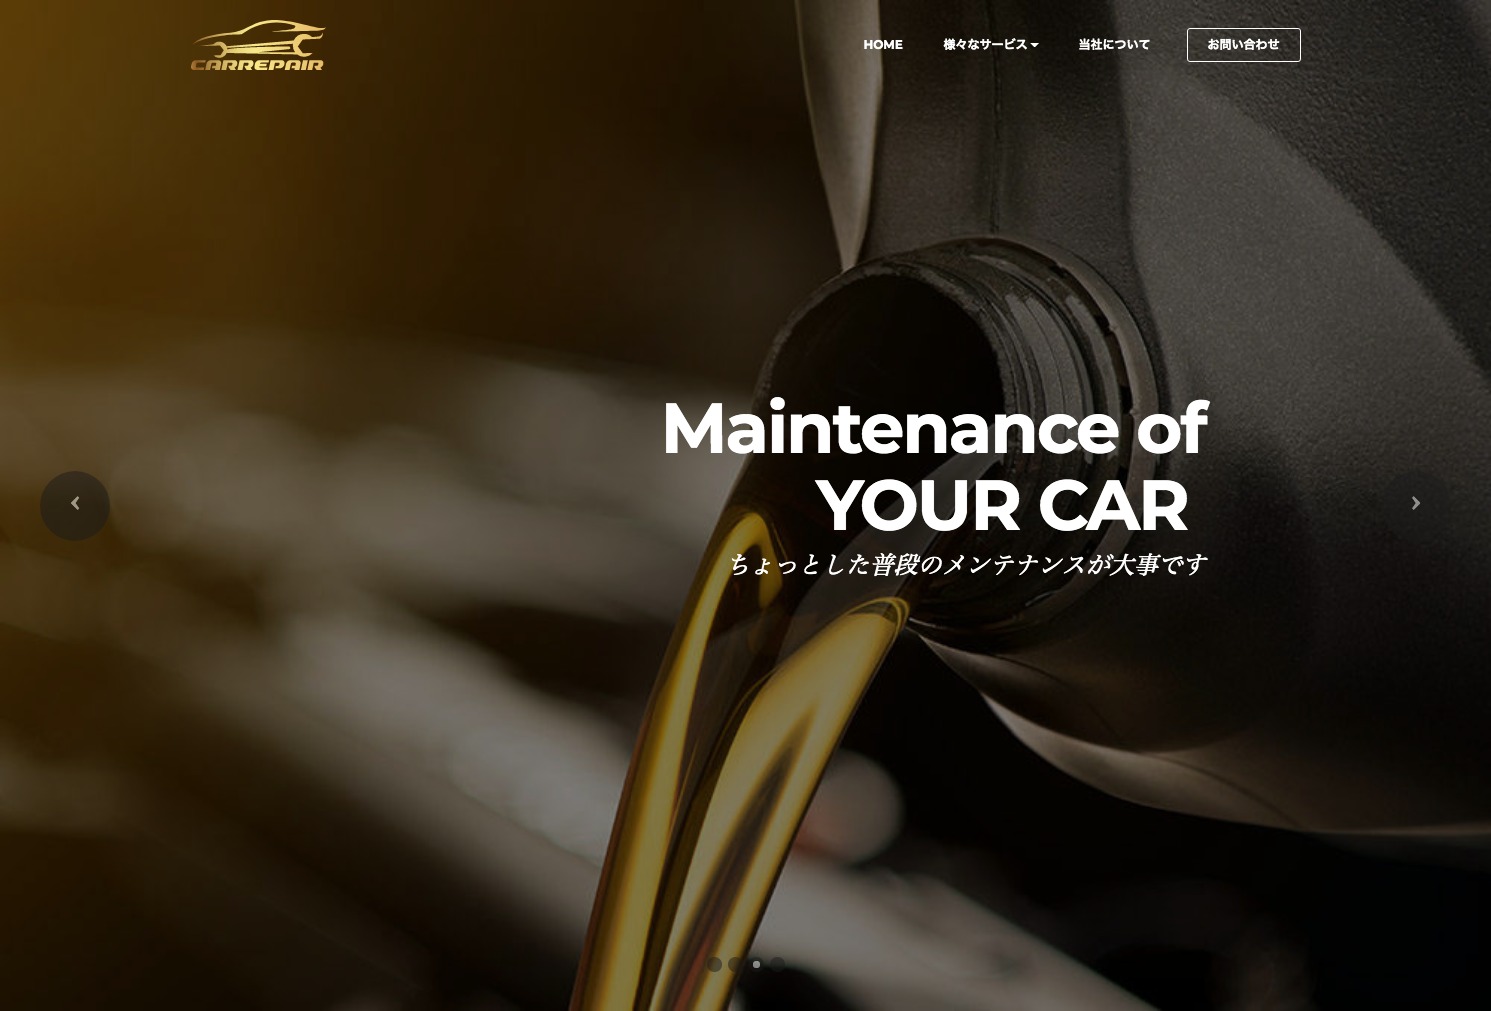 CARREPAIR
HOME
様々なサービス
当社について
お問い合わせ
Maintenance of
YOUR CAR
ちょっとした普段のメンテナンスが大事です